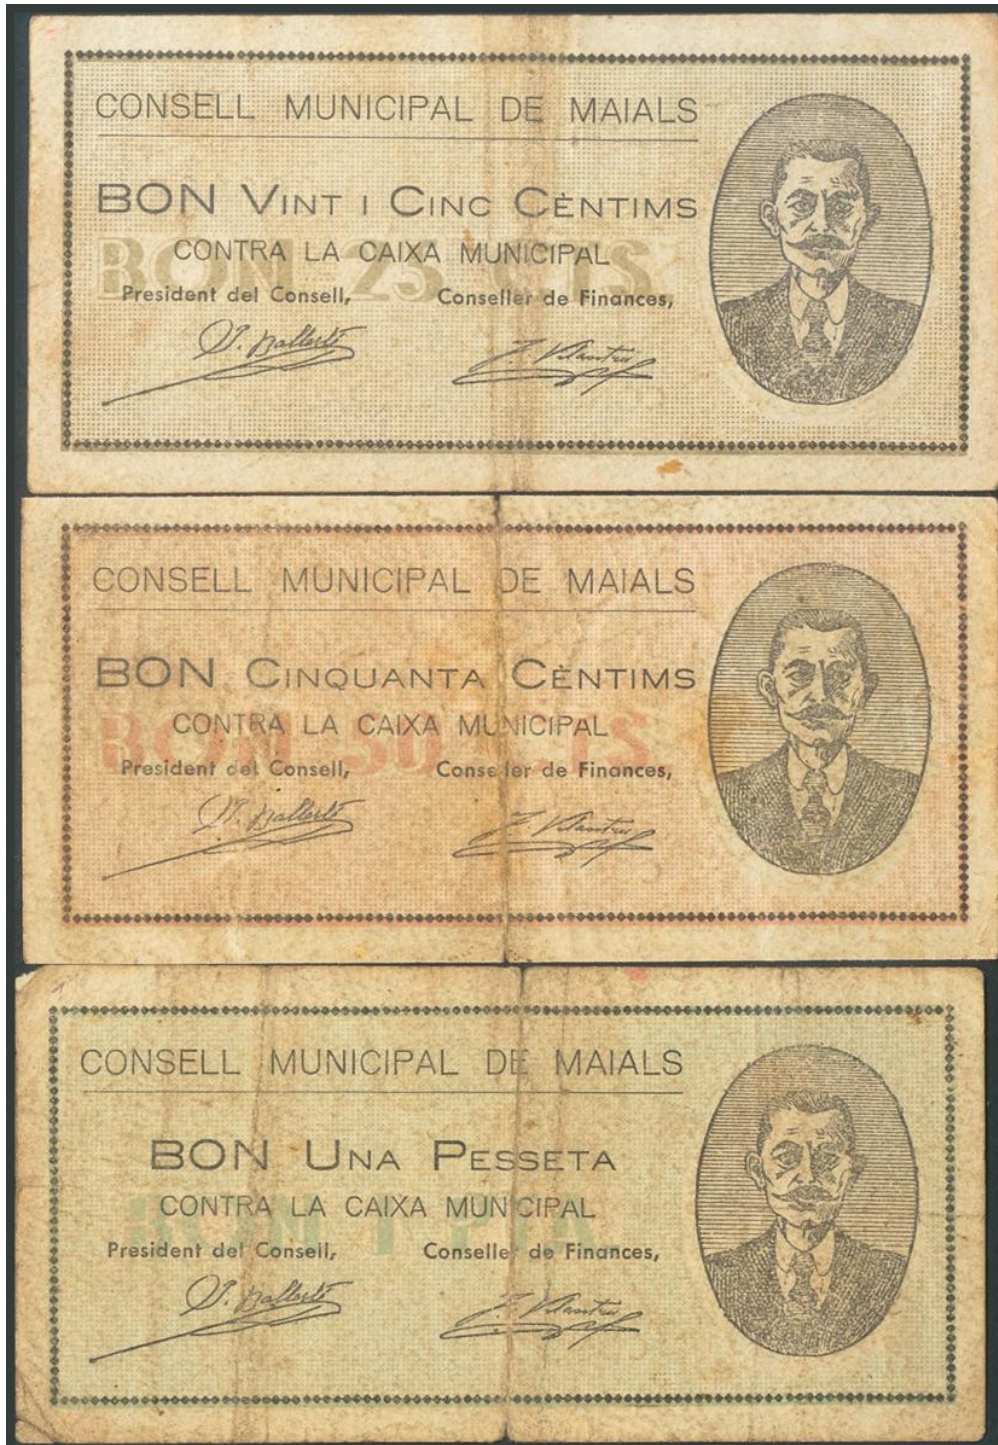 CONSELL MUNICIPAL DE MAIALS
BON VINT I CINC CÈNTIMS
BON 25 CTS
CONTRA LA CAIXA MUNICIPAL
President del Consell, Conseller de Finances,
CONSELL MUNICIPAL DE MAIALS
BON CINQUANTA CÈNTIMS
BON 50 CTS
CONTRA LA CAIXA MUNICIPAL
President del Consell, Conseller de Finances,
CONSELL MUNICIPAL DE MAIALS
BON UNA PESSETA
BON 1 PTA
CONTRA LA CAIXA MUNICIPAL
President del Consell, Conseller de Finances,